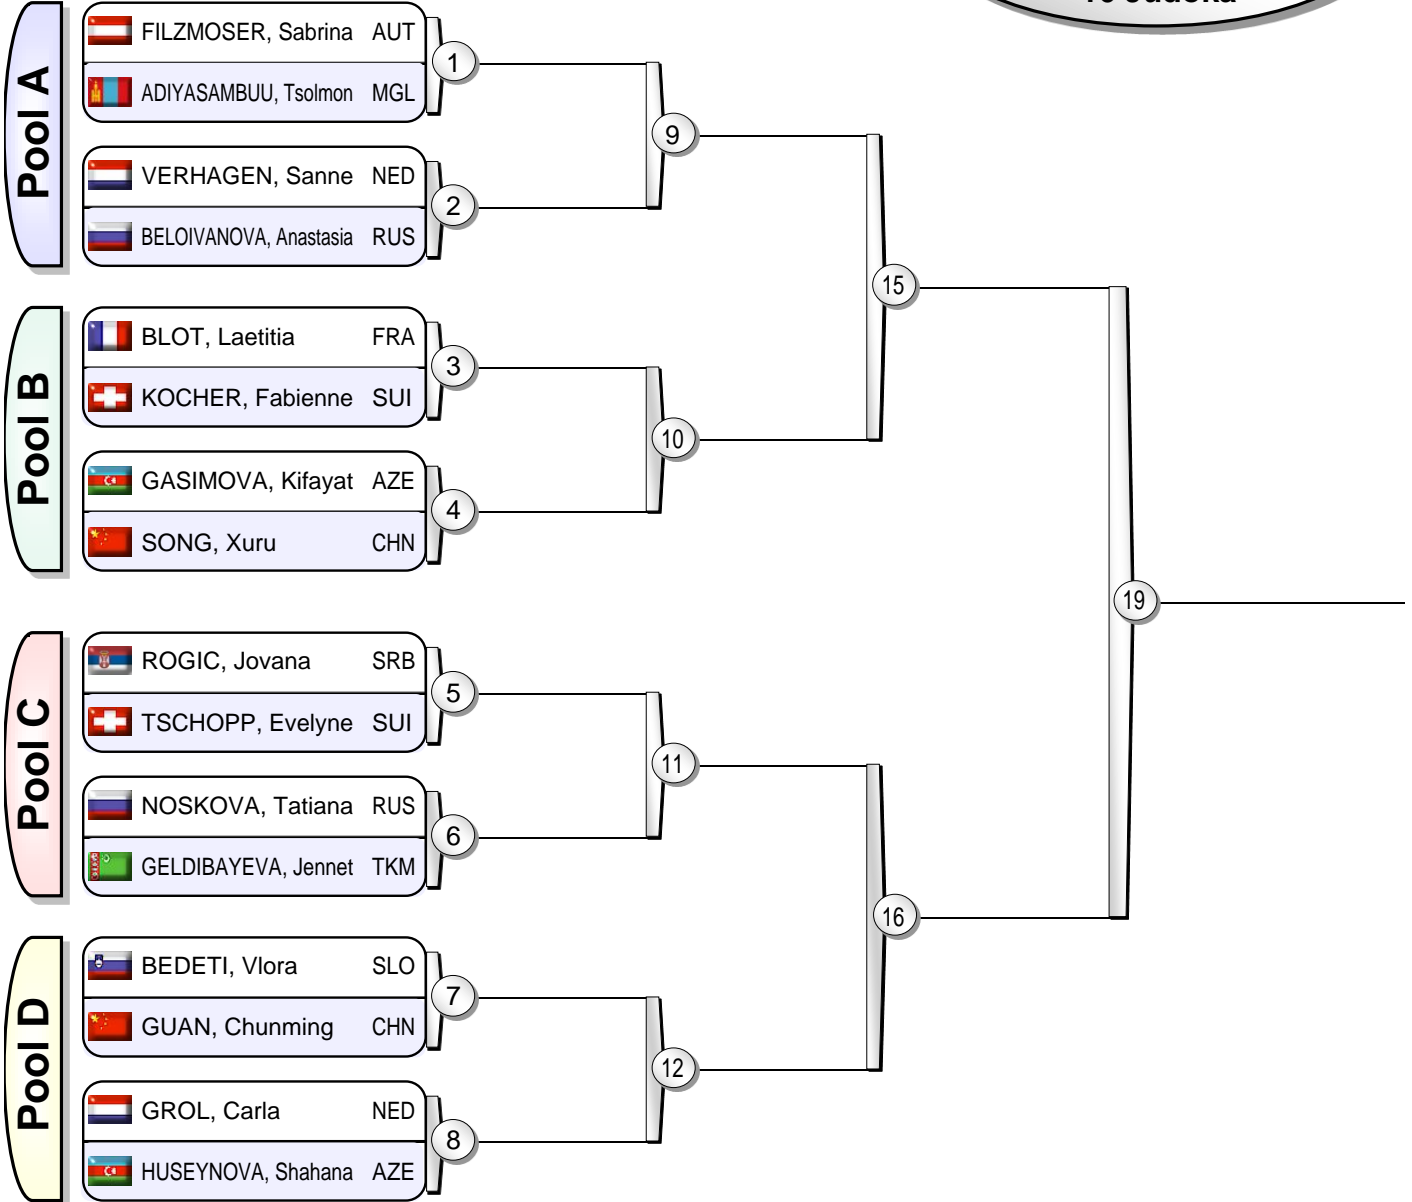 16 Judoka
Pool A
FILZMOSER, Sabrina AUT
1
ADIYASAMBUU, Tsolmon MGL
9
VERHAGEN, Sanne NED
2
BELOIVANOVA, Anastasia RUS
15
Pool B
BLOT, Laetitia FRA
3
KOCHER, Fabienne SUI
10
GASIMOVA, Kifayat AZE
4
SONG, Xuru CHN
19
Pool C
ROGIC, Jovana SRB
5
TSCHOPP, Evelyne SUI
11
NOSKOVA, Tatiana RUS
6
GELDIBAYEVA, Jennet TKM
16
Pool D
BEDETI, Vlora SLO
7
GUAN, Chunming CHN
12
GROL, Carla NED
8
HUSEYNOVA, Shahana AZE